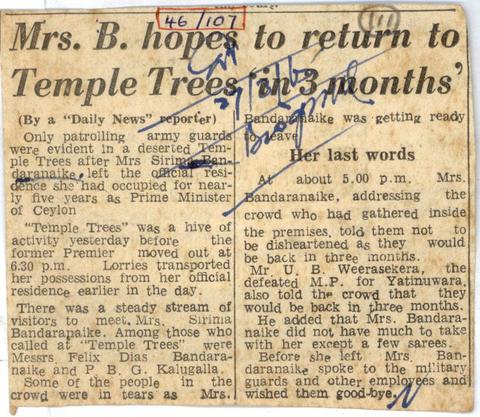 46/107
Mrs. B. hopes to return to
Temple Trees 'in 3 months'
(By a "Daily News" reporter)
Only patrolling army guards
were evident in a deserted Tem-
ple Trees after Mrs Sirima Ban-
daranaike left the official resi-
dence she had occupied for near-
ly five years as Prime Minister
of Ceylon
"Temple Trees" was a hive of
activity yesterday before the
former Premier moved out at
6.30 p.m. Lorries transported
her possessions from her official
residence earlier in the day.
There was a steady stream of
visitors to meet Mrs. Sirima
Bandaranaike. Among those who
called at "Temple Trees" were
Messrs. Felix Dias Bandara-
naike and P. B. G. Kalugalla.
Some of the people in the
crowd were in tears as Mrs.
Bandaranaike was getting ready
to leave
Her last words
At about 5.00 p.m. Mrs.
Bandaranaike, addressing the
crowd who had gathered inside
the premises, told them not to
be disheartened as they would
be back in three months.
Mr. U. B. Weerasekera, the
defeated M.P. for Yatinuwara,
also told the crowd that they
would be back in three months.
He added that Mrs. Bandara-
naike did not have much to take
with her except a few sarees.
Before she left Mrs. Ban-
daranaike spoke to the military
guards and other employees and
wished them good-bye.